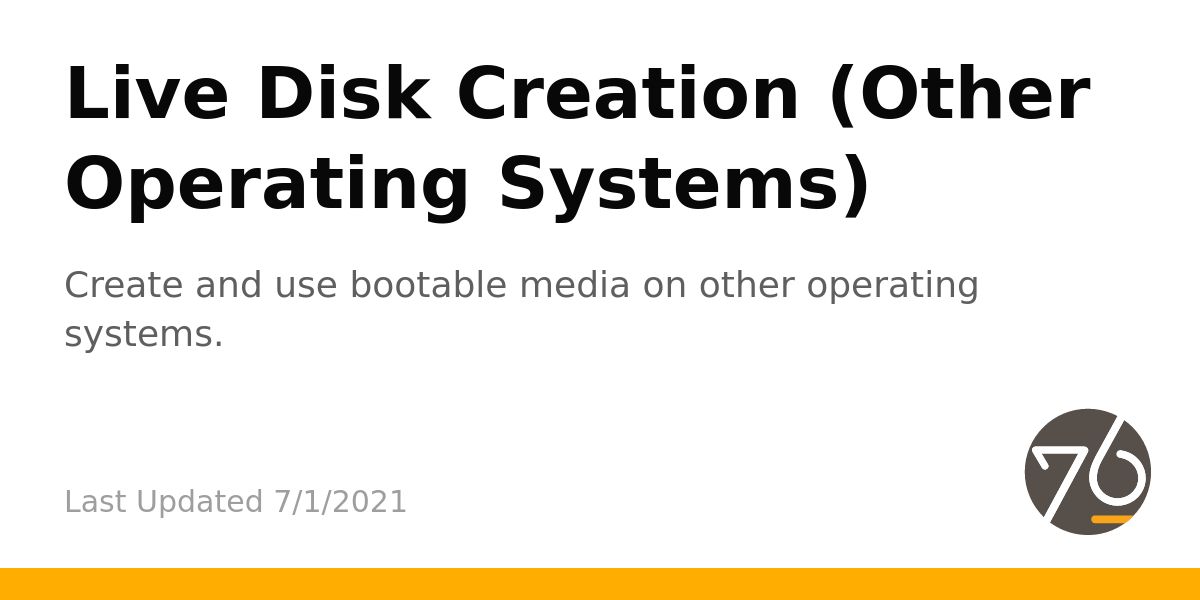 Live Disk Creation (Other
Operating Systems)
Create and use bootable media on other operating
systems.
Last Updated 7/1/2021
76